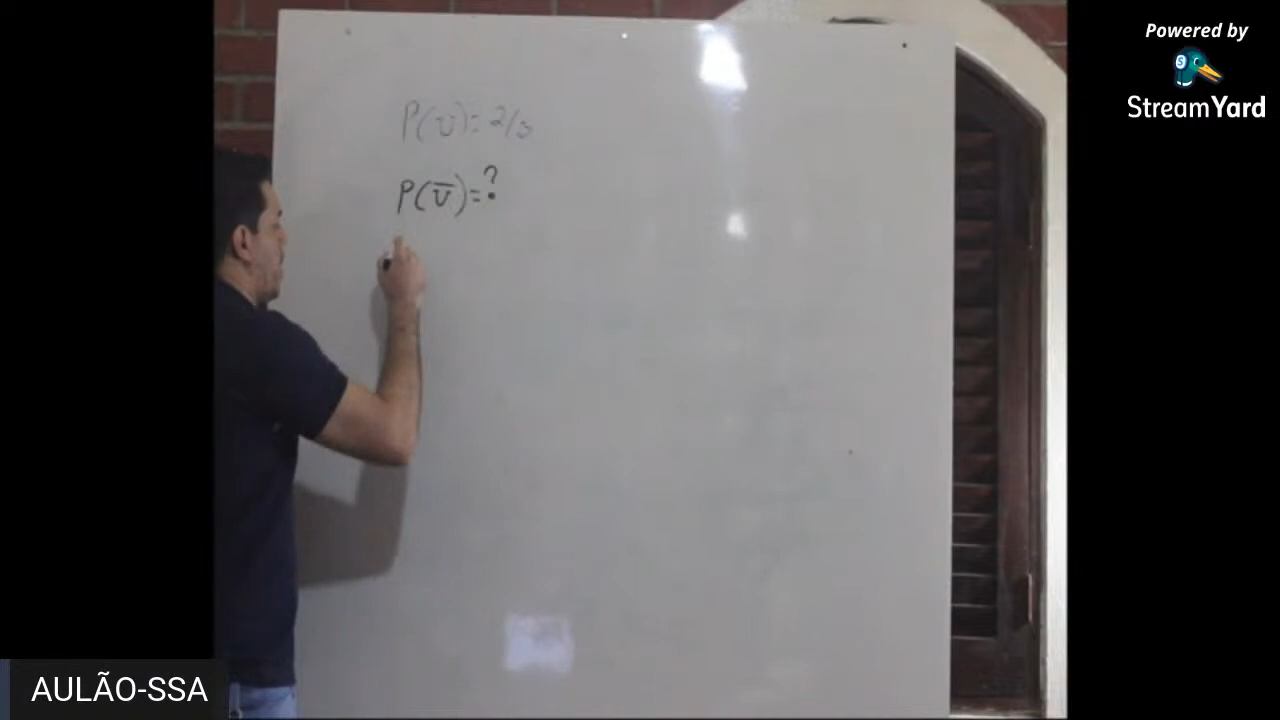 Powered by
StreamYard
P(v)=2/3
P(v̄)=?
AULÃO-SSA